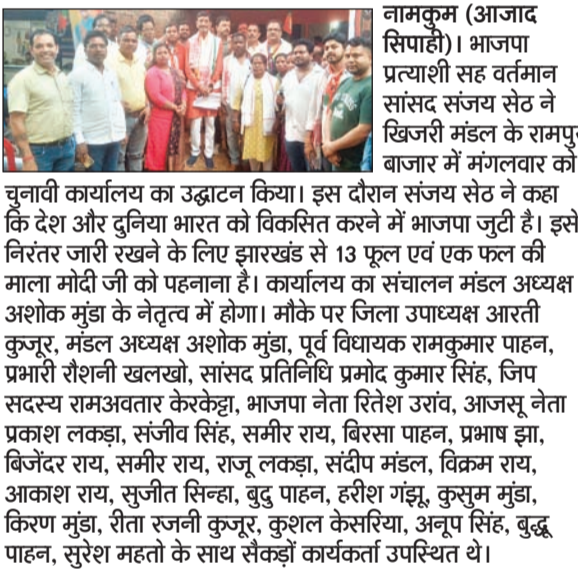 नामकुम (आजाद
सिपाही)। भाजपा
प्रत्याशी सह वर्तमान
सांसद संजय सेठ ने
खिजरी मंडल के रामपुर
बाजार में मंगलवार को
चुनावी कार्यालय का उद्घाटन किया। इस दौरान संजय सेठ ने कहा
कि देश और दुनिया भारत को विकसित करने में भाजपा जुटी है। इसे
निरंतर जारी रखने के लिए झारखंड से 13 फूल एवं एक फल की
माला मोदी जी को पहनाना है। कार्यालय का संचालन मंडल अध्यक्ष
अशोक मुंडा के नेतृत्व में होगा। मौके पर जिला उपाध्यक्ष आरती
कुजूर, मंडल अध्यक्ष अशोक मुंडा, पूर्व विधायक रामकुमार पाहन,
प्रभारी रौशनी खलखो, सांसद प्रतिनिधि प्रमोद कुमार सिंह, जिप
सदस्य रामअवतार केरकेट्टा, भाजपा नेता रितेश उरांव, आजसू नेता
प्रकाश लकड़ा, संजीव सिंह, समीर राय, बिरसा पाहन, प्रभाष झा,
बिजेंदर राय, समीर राय, राजू लकड़ा, संदीप मंडल, विक्रम राय,
आकाश राय, सुजीत सिन्हा, बुदु पाहन, हरीश गंझू, कुसुम मुंडा,
किरण मुंडा, रीता रजनी कुजूर, कुशल केसरिया, अनूप सिंह, बुद्धू
पाहन, सुरेश महतो के साथ सैकड़ों कार्यकर्ता उपस्थित थे।